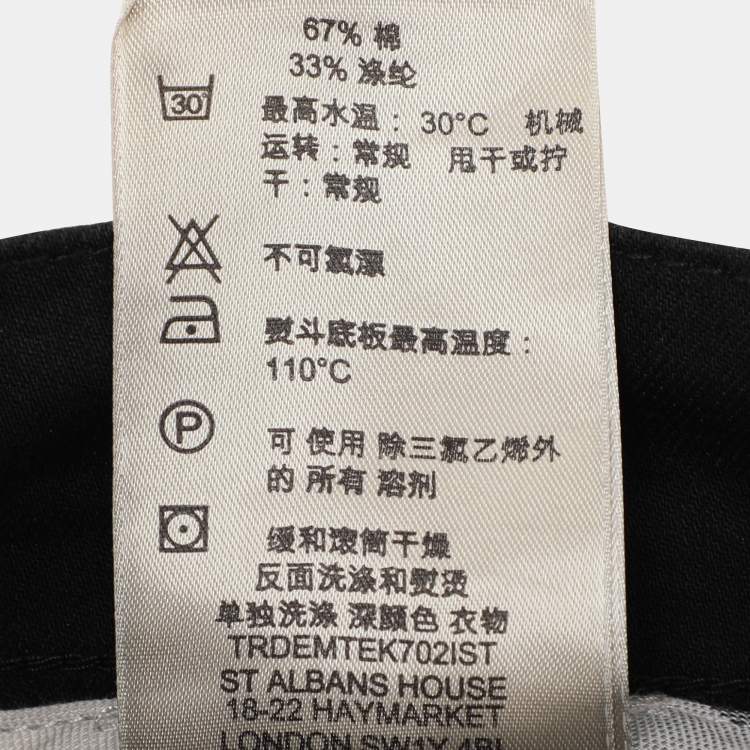 67% 棉
33% 涤纶
30°
最高水温： 30°C 机械
运转：常规 甩干或拧
干：常规
不可氯漂
熨斗底板最高温度：
110°C
P
可 使用 除三氯乙烯外
的 所有 溶剂
缓和滚筒干燥
反面洗涤和熨烫
单独洗涤 深颜色 衣物
TRDEMTEK702IST
ST ALBANS HOUSE
18-22 HAYMARKET
LONDON SW1Y 4BL